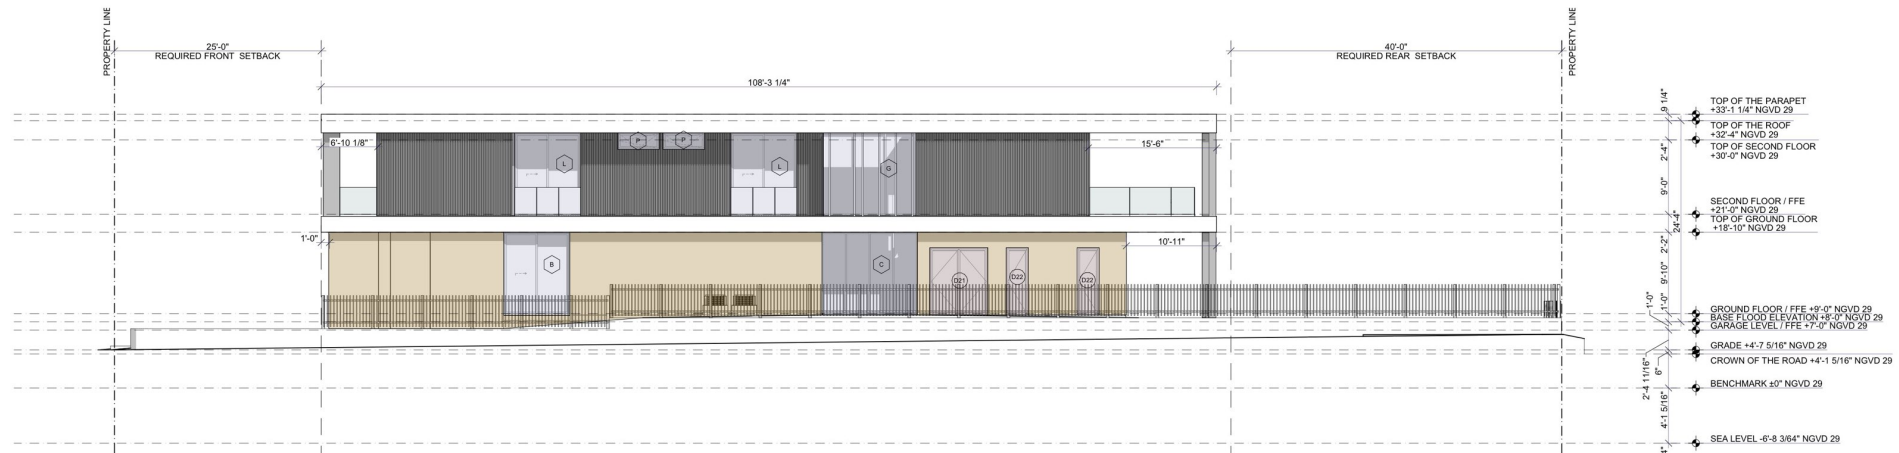 PROPERTY LINE
25'-0"
REQUIRED FRONT SETBACK
40'-0"
REQUIRED REAR SETBACK
PROPERTY LINE
108'-3 1/4"
9 1/4"
TOP OF THE PARAPET
+33'-1 1/4" NGVD 29
TOP OF THE ROOF
+32'-4" NGVD 29
TOP OF SECOND FLOOR
+30'-0" NGVD 29
2'-4"
6'-10 1/8"
L
P
P
L
G
15'-6"
9'-0"
24'-4"
SECOND FLOOR / FFE
+21'-0" NGVD 29
TOP OF GROUND FLOOR
+18'-10" NGVD 29
1'-0"
10'-11"
2'-2"
B
C
D21
D22
D22
9'-10"
1'-0"
1'-0"
GROUND FLOOR / FFE +9'-0" NGVD 29
BASE FLOOD ELEVATION +8'-0" NGVD 29
GARAGE LEVEL / FFE +7'-0" NGVD 29
GRADE +4'-7 5/16" NGVD 29
CROWN OF THE ROAD +4'-1 5/16" NGVD 29
2'-4 11/16"
6"
BENCHMARK ±0" NGVD 29
4'-1 5/16"
SEA LEVEL -6'-8 3/64" NGVD 29